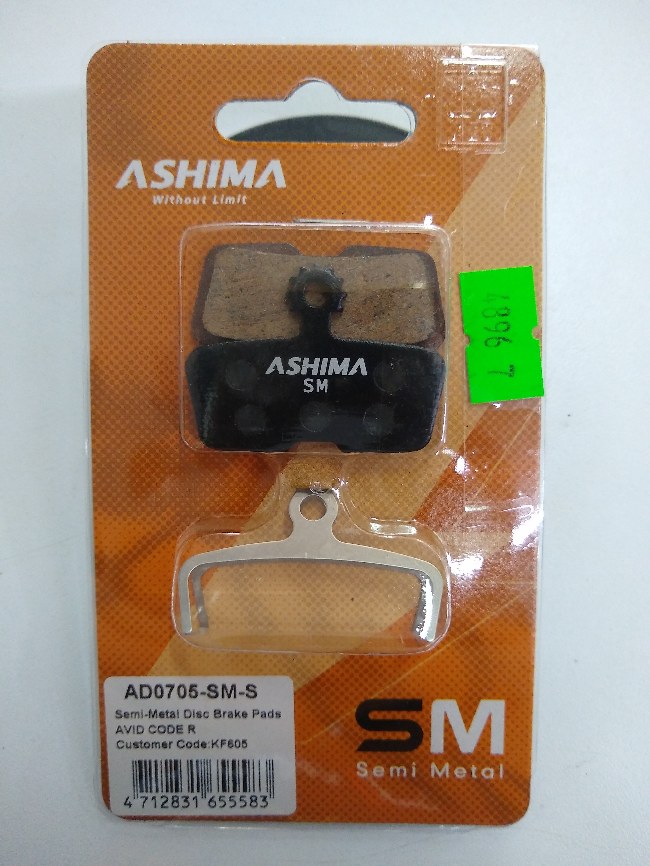 ASHIMA
Without Limit
4896 7
ASHIMA
SM
AD0705-SM-S
Semi-Metal Disc Brake Pads
AVID CODE R
Customer Code:KF605
4 712831 655583
SM
Semi Metal